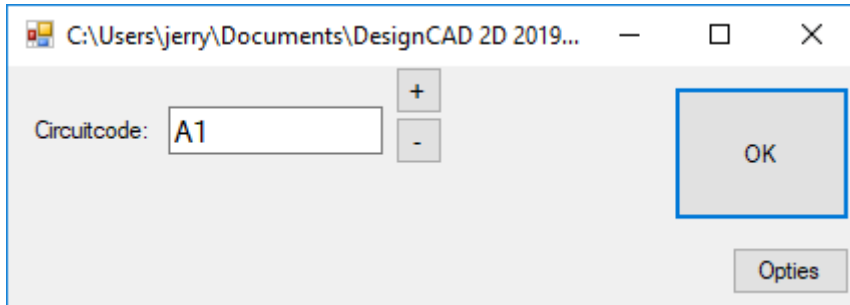 C:\Users\jerry\Documents\DesignCAD 2D 2019...
+
Circuitcode: A1
-
OK
Opties